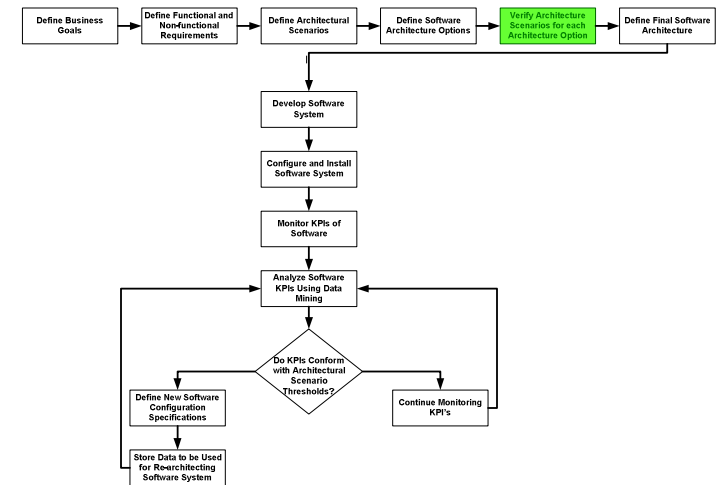 Define Business
Goals
Define Functional and
Non-functional
Requirements
Define Architectural
Scenarios
Define Software
Architecture Options
Verify Architecture
Scenarios for each
Architecture Option
Define Final Software
Architecture
Develop Software
System
Configure and Install
Software System
Monitor KPIs of
Software
Analyze Software
KPIs Using Data
Mining
Do KPIs Conform
with Architectural
Scenario
Thresholds?
Define New Software
Configuration
Specifications
Continue Monitoring
KPI's
Store Data to be Used
for Re-architecting
Software System